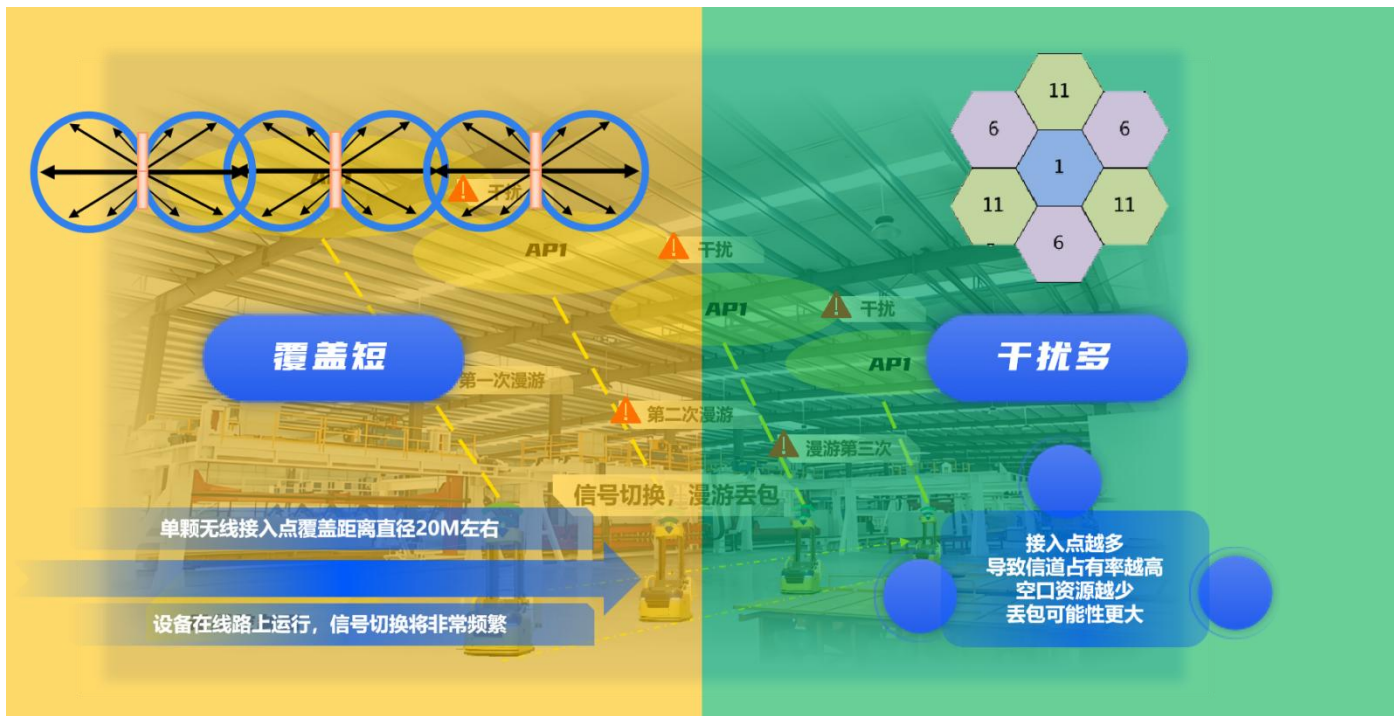 11
6
6
1
11
11
6
干扰
AP1
干扰
AP1
干扰
AP1
覆盖短
干扰多
第一次漫游
第二次漫游
漫游第三次
信号切换，漫游丢包
单颗无线接入点覆盖距离直径20M左右
设备在线路上运行，信号切换将非常频繁
接入点越多
导致信道占有率越高
空口资源越少
丢包可能性更大